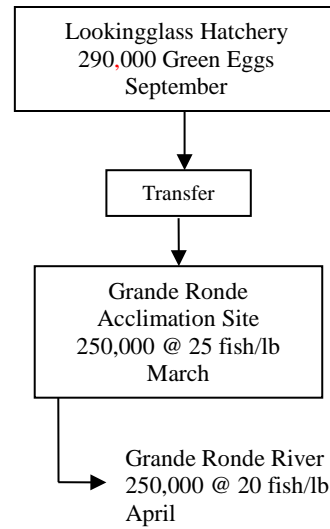 Lookingglass Hatchery
290,000 Green Eggs
September
Transfer
Grande Ronde
Acclimation Site
250,000 @ 25 fish/lb
March
Grande Ronde River
250,000 @ 20 fish/lb
April